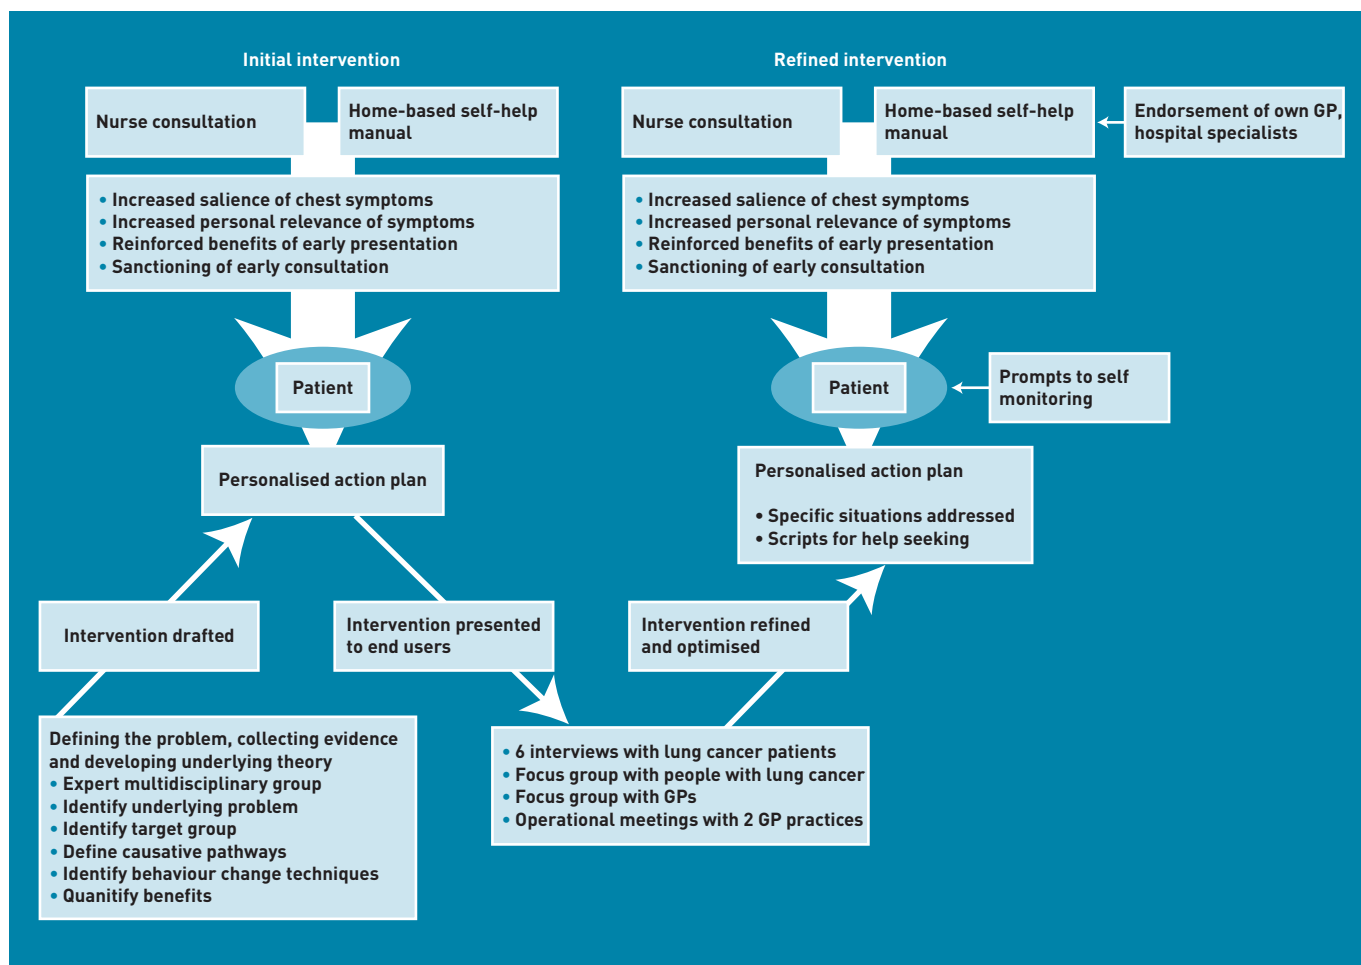 Initial intervention
Nurse consultation
Home-based self-help
manual
• Increased salience of chest symptoms
• Increased personal relevance of symptoms
• Reinforced benefits of early presentation
• Sanctioning of early consultation
Patient
Personalised action plan
Intervention drafted
Intervention presented
to end users
Defining the problem, collecting evidence
and developing underlying theory
• Expert multidisciplinary group
• Identify underlying problem
• Identify target group
• Define causative pathways
• Identify behaviour change techniques
• Quanitify benefits
Refined intervention
Nurse consultation
Home-based self-help
manual
Endorsement of own GP,
hospital specialists
• Increased salience of chest symptoms
• Increased personal relevance of symptoms
• Reinforced benefits of early presentation
• Sanctioning of early consultation
Patient
Prompts to self
monitoring
Personalised action plan
• Specific situations addressed
• Scripts for help seeking
Intervention refined
and optimised
• 6 interviews with lung cancer patients
• Focus group with people with lung cancer
• Focus group with GPs
• Operational meetings with 2 GP practices